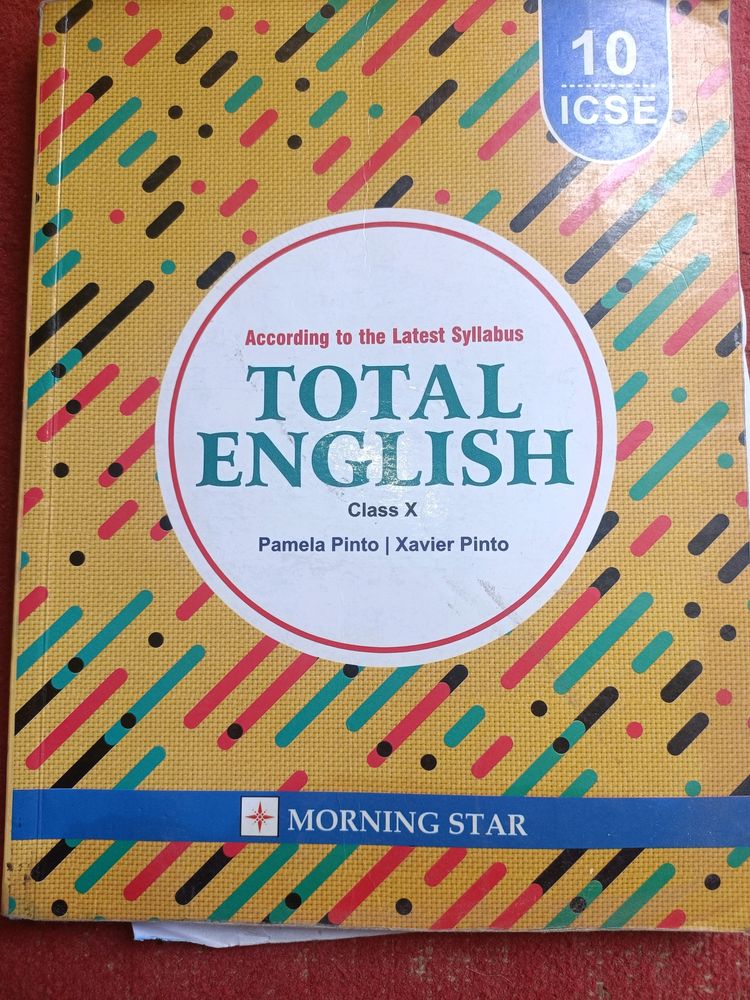 10
ICSE
According to the Latest Syllabus
TOTAL
ENGLISH
Class X
Pamela Pinto | Xavier Pinto
MORNING STAR